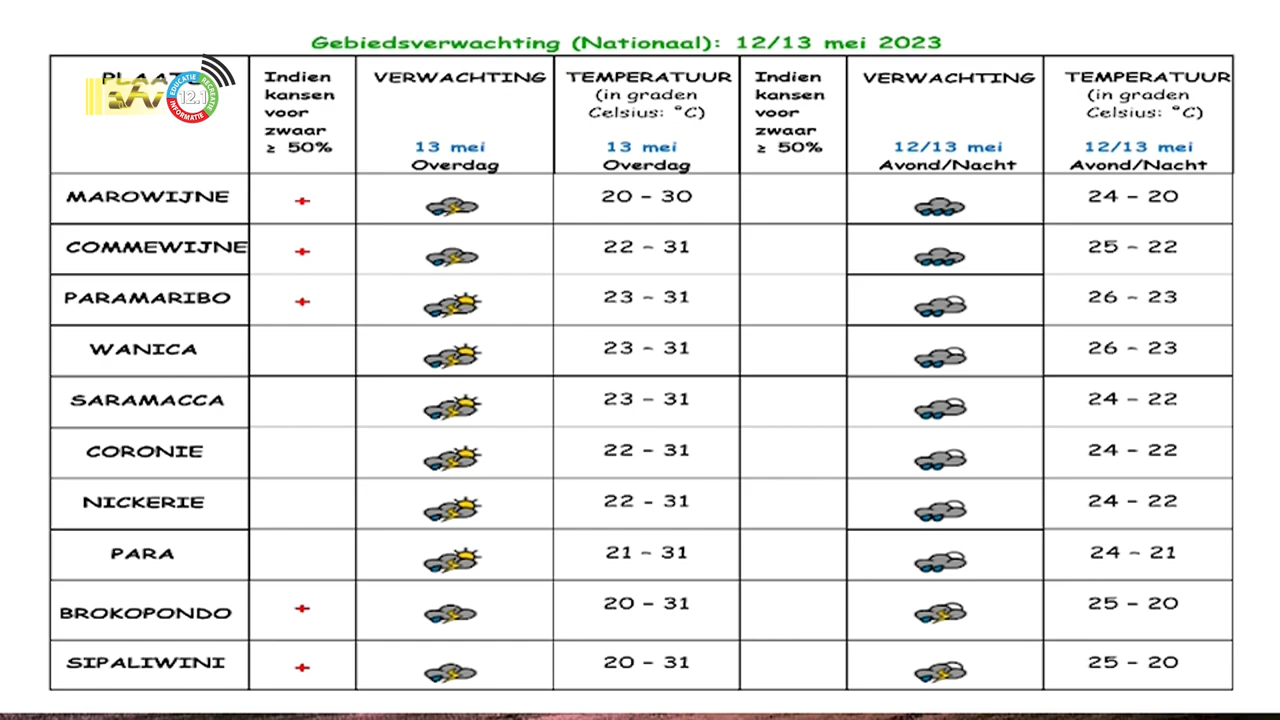 Gebiedsverwachting (Nationaal): 12/13 mei 2023
Indien kansen voor zwaar ≥ 50%
VERWACHTING 13 mei Overdag
TEMPERATUUR (in graden Celsius: °C) 13 mei Overdag
Indien kansen voor zwaar ≥ 50%
VERWACHTING 12/13 mei Avond/Nacht
TEMPERATUUR (in graden Celsius: °C) 12/13 mei Avond/Nacht
EDUCATIE RECREATIE INFORMATIE 12.1
MAROWIJNE + 20 - 30 24 - 20
COMMEWIJNE + 22 - 31 25 - 22
PARAMARIBO + 23 - 31 26 - 23
WANICA 23 - 31 26 - 23
SARAMACCA 23 - 31 24 - 22
CORONIE 22 - 31 24 - 22
NICKERIE 22 - 31 24 - 22
PARA 21 - 31 24 - 21
BROKOPONDO + 20 - 31 25 - 20
SIPALIWINI + 20 - 31 25 - 20